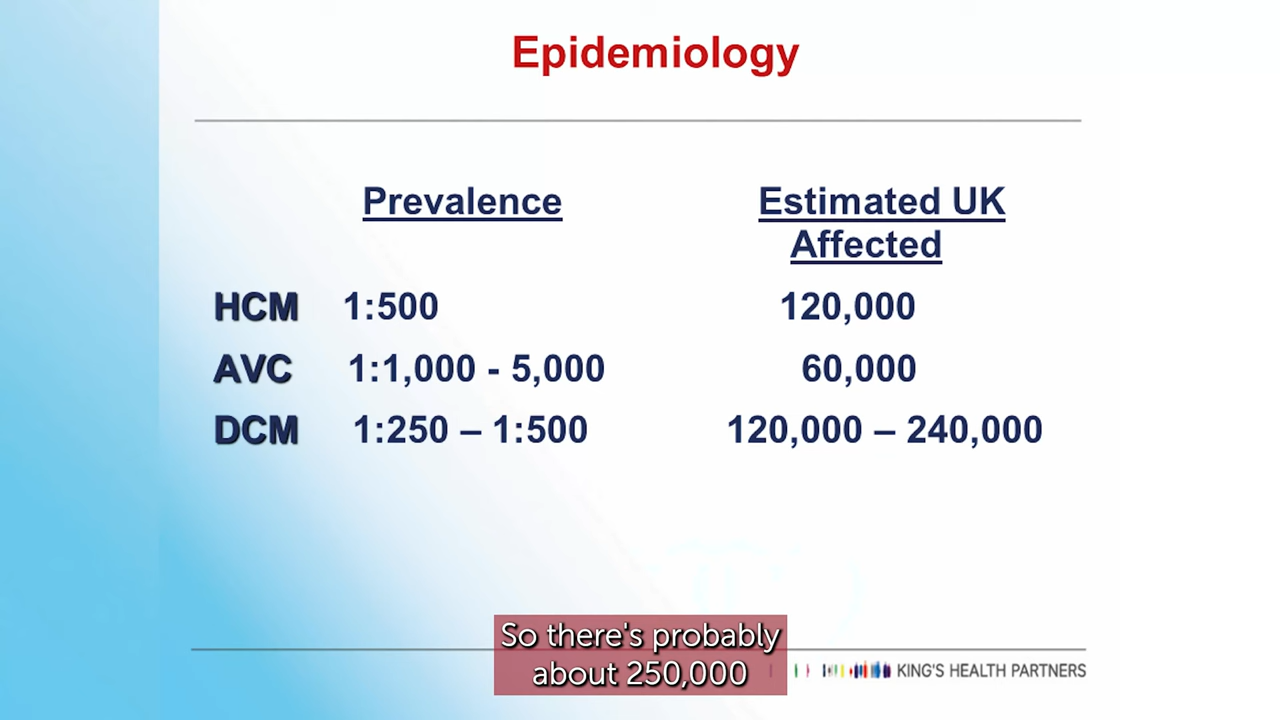 Epidemiology
Prevalence
Estimated UK
Affected
HCM 1:500 120,000
AVC 1:1,000 - 5,000 60,000
DCM 1:250 – 1:500 120,000 – 240,000
So there's probably
about 250,000
KING'S HEALTH PARTNERS